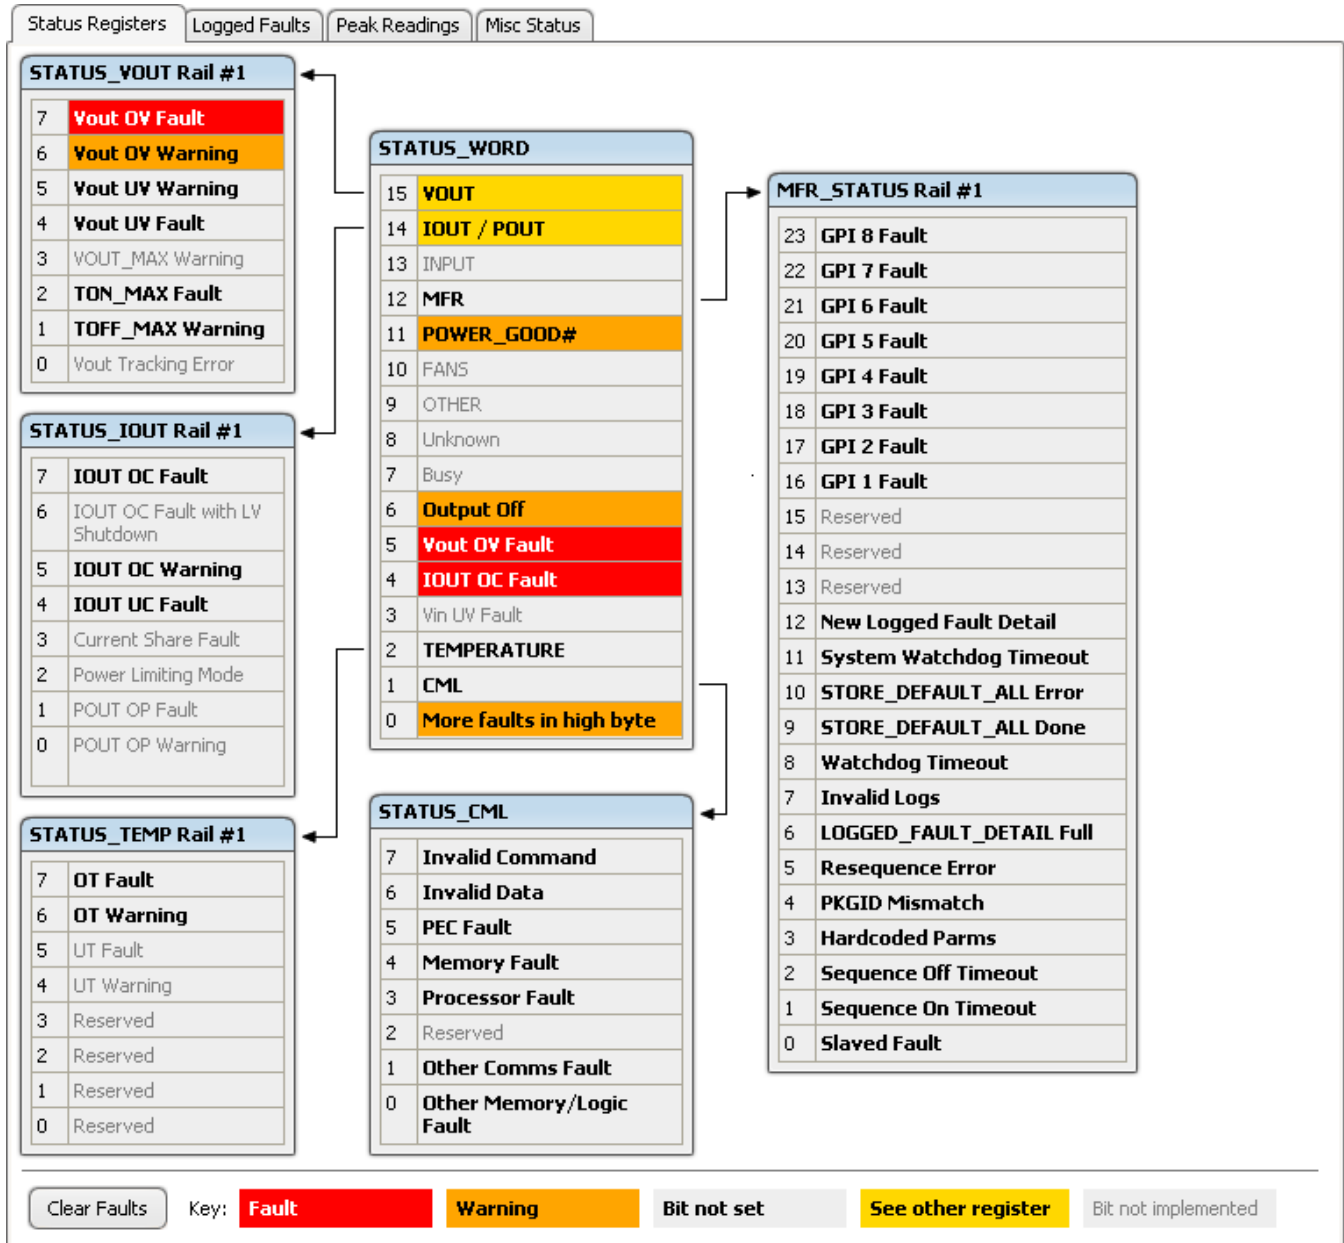 Status Registers Logged Faults Peak Readings Misc Status
STATUS_VOUT Rail #1
7 Vout OV Fault
6 Vout OV Warning
5 Vout UV Warning
4 Vout UV Fault
3 VOUT_MAX Warning
2 TON_MAX Fault
1 TOFF_MAX Warning
0 Vout Tracking Error
STATUS_IOUT Rail #1
7 IOUT OC Fault
6 IOUT OC Fault with LV
Shutdown
5 IOUT OC Warning
4 IOUT UC Fault
3 Current Share Fault
2 Power Limiting Mode
1 POUT OP Fault
0 POUT OP Warning
STATUS_TEMP Rail #1
7 OT Fault
6 OT Warning
5 UT Fault
4 UT Warning
3 Reserved
2 Reserved
1 Reserved
0 Reserved
STATUS_WORD
15 VOUT
14 IOUT / POUT
13 INPUT
12 MFR
11 POWER_GOOD#
10 FANS
9 OTHER
8 Unknown
7 Busy
6 Output Off
5 Vout OV Fault
4 IOUT OC Fault
3 Vin UV Fault
2 TEMPERATURE
1 CML
0 More faults in high byte
STATUS_CML
7 Invalid Command
6 Invalid Data
5 PEC Fault
4 Memory Fault
3 Processor Fault
2 Reserved
1 Other Comms Fault
0 Other Memory/Logic
Fault
MFR_STATUS Rail #1
23 GPI 8 Fault
22 GPI 7 Fault
21 GPI 6 Fault
20 GPI 5 Fault
19 GPI 4 Fault
18 GPI 3 Fault
17 GPI 2 Fault
16 GPI 1 Fault
15 Reserved
14 Reserved
13 Reserved
12 New Logged Fault Detail
11 System Watchdog Timeout
10 STORE_DEFAULT_ALL Error
9 STORE_DEFAULT_ALL Done
8 Watchdog Timeout
7 Invalid Logs
6 LOGGED_FAULT_DETAIL Full
5 Resequence Error
4 PKGID Mismatch
3 Hardcoded Parms
2 Sequence Off Timeout
1 Sequence On Timeout
0 Slaved Fault
Clear Faults Key: Fault Warning Bit not set See other register Bit not implemented